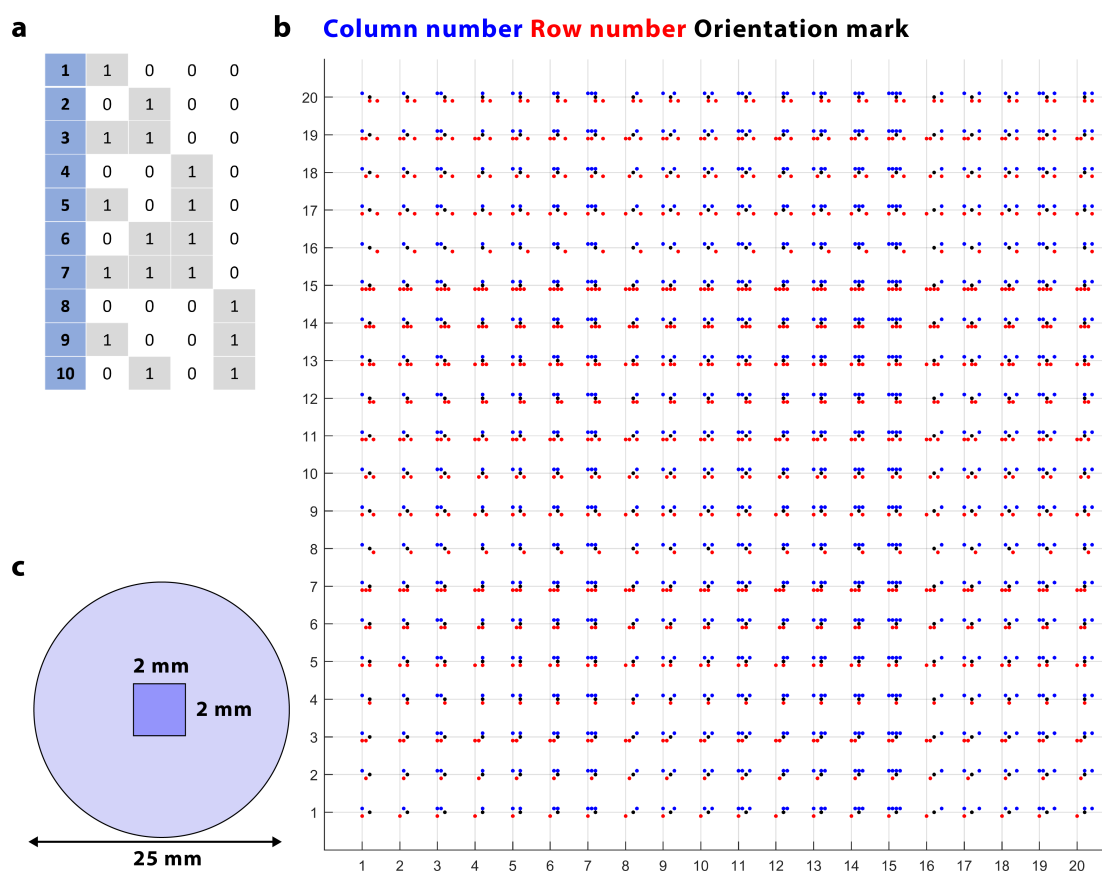 a
1 1 0 0 0
2 0 1 0 0
3 1 1 0 0
4 0 0 1 0
5 1 0 1 0
6 0 1 1 0
7 1 1 1 0
8 0 0 0 1
9 1 0 0 1
10 0 1 0 1
b Column number Row number Orientation mark
20
19
18
17
16
15
14
13
12
11
10
9
8
7
6
5
4
3
2
1
1 2 3 4 5 6 7 8 9 10 11 12 13 14 15 16 17 18 19 20
c
2 mm
2 mm
25 mm